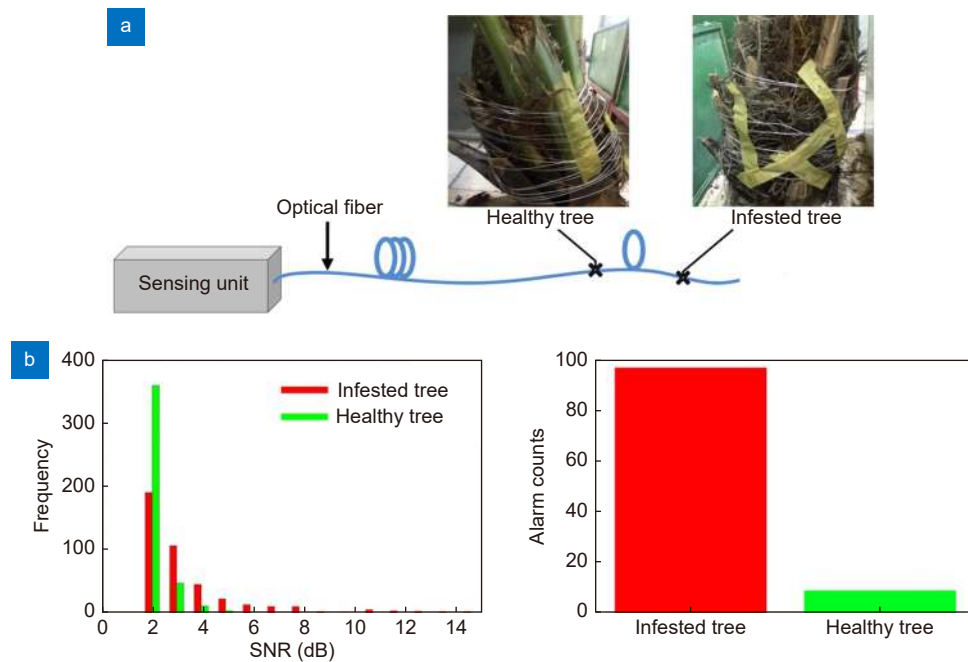 a
Optical fiber
Healthy tree
Infested tree
Sensing unit
b
400
300
200
100
0
Frequency
0 2 4 6 8 10 12 14
SNR (dB)
Infested tree
Healthy tree
100
80
60
40
20
0
Alarm counts
Infested tree Healthy tree